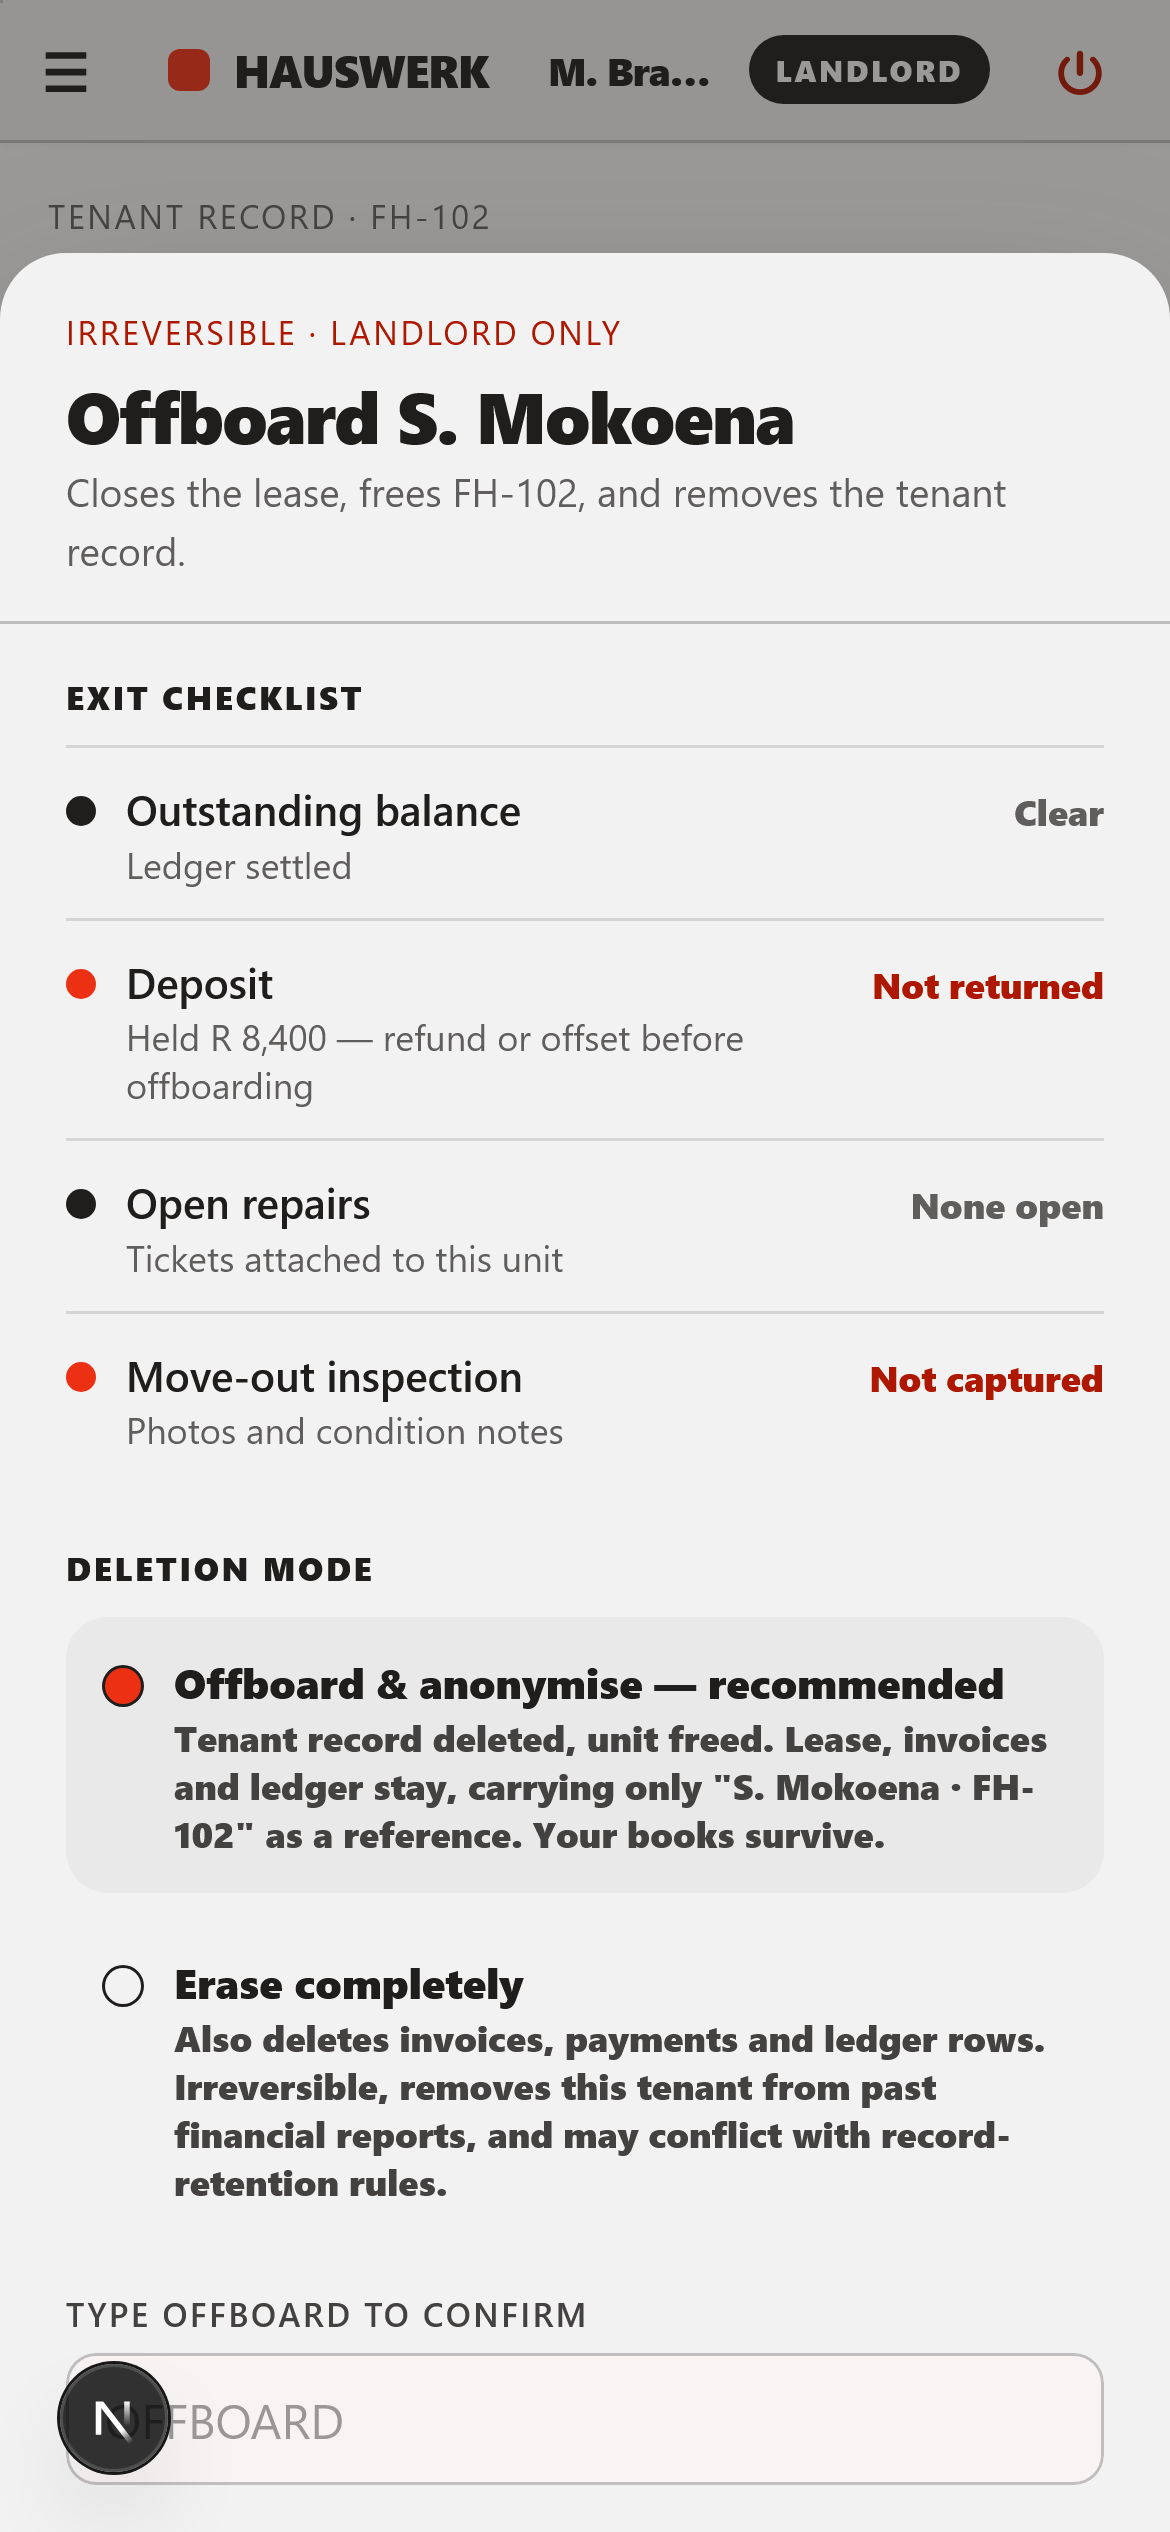 HAUSWERK
M. Bra...
LANDLORD
TENANT RECORD · FH-102
IRREVERSIBLE · LANDLORD ONLY
Offboard S. Mokoena
Closes the lease, frees FH-102, and removes the tenant
record.
EXIT CHECKLIST
Outstanding balance
Clear
Ledger settled
Deposit
Not returned
Held R 8,400 — refund or offset before
offboarding
Open repairs
None open
Tickets attached to this unit
Move-out inspection
Not captured
Photos and condition notes
DELETION MODE
Offboard & anonymise — recommended
Tenant record deleted, unit freed. Lease, invoices
and ledger stay, carrying only "S. Mokoena · FH-
102" as a reference. Your books survive.
Erase completely
Also deletes invoices, payments and ledger rows.
Irreversible, removes this tenant from past
financial reports, and may conflict with record-
retention rules.
TYPE OFFBOARD TO CONFIRM
N
OFFBOARD